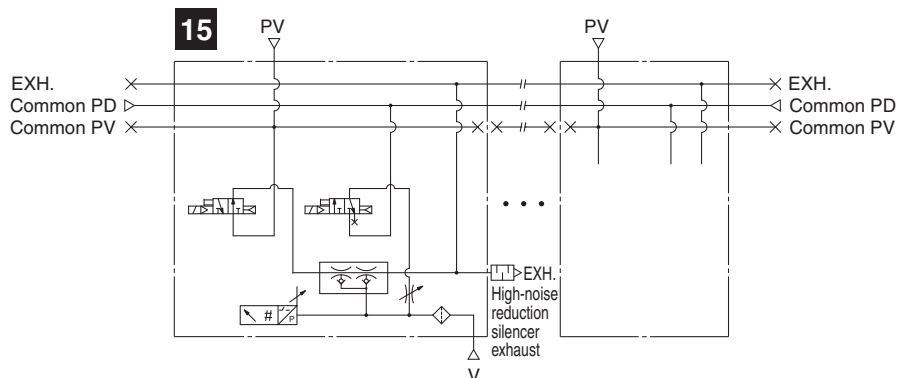 15
PV
PV
EXH.
EXH.
Common PD
Common PD
Common PV
Common PV
EXH.
High-noise
reduction
silencer
exhaust
#
P
V